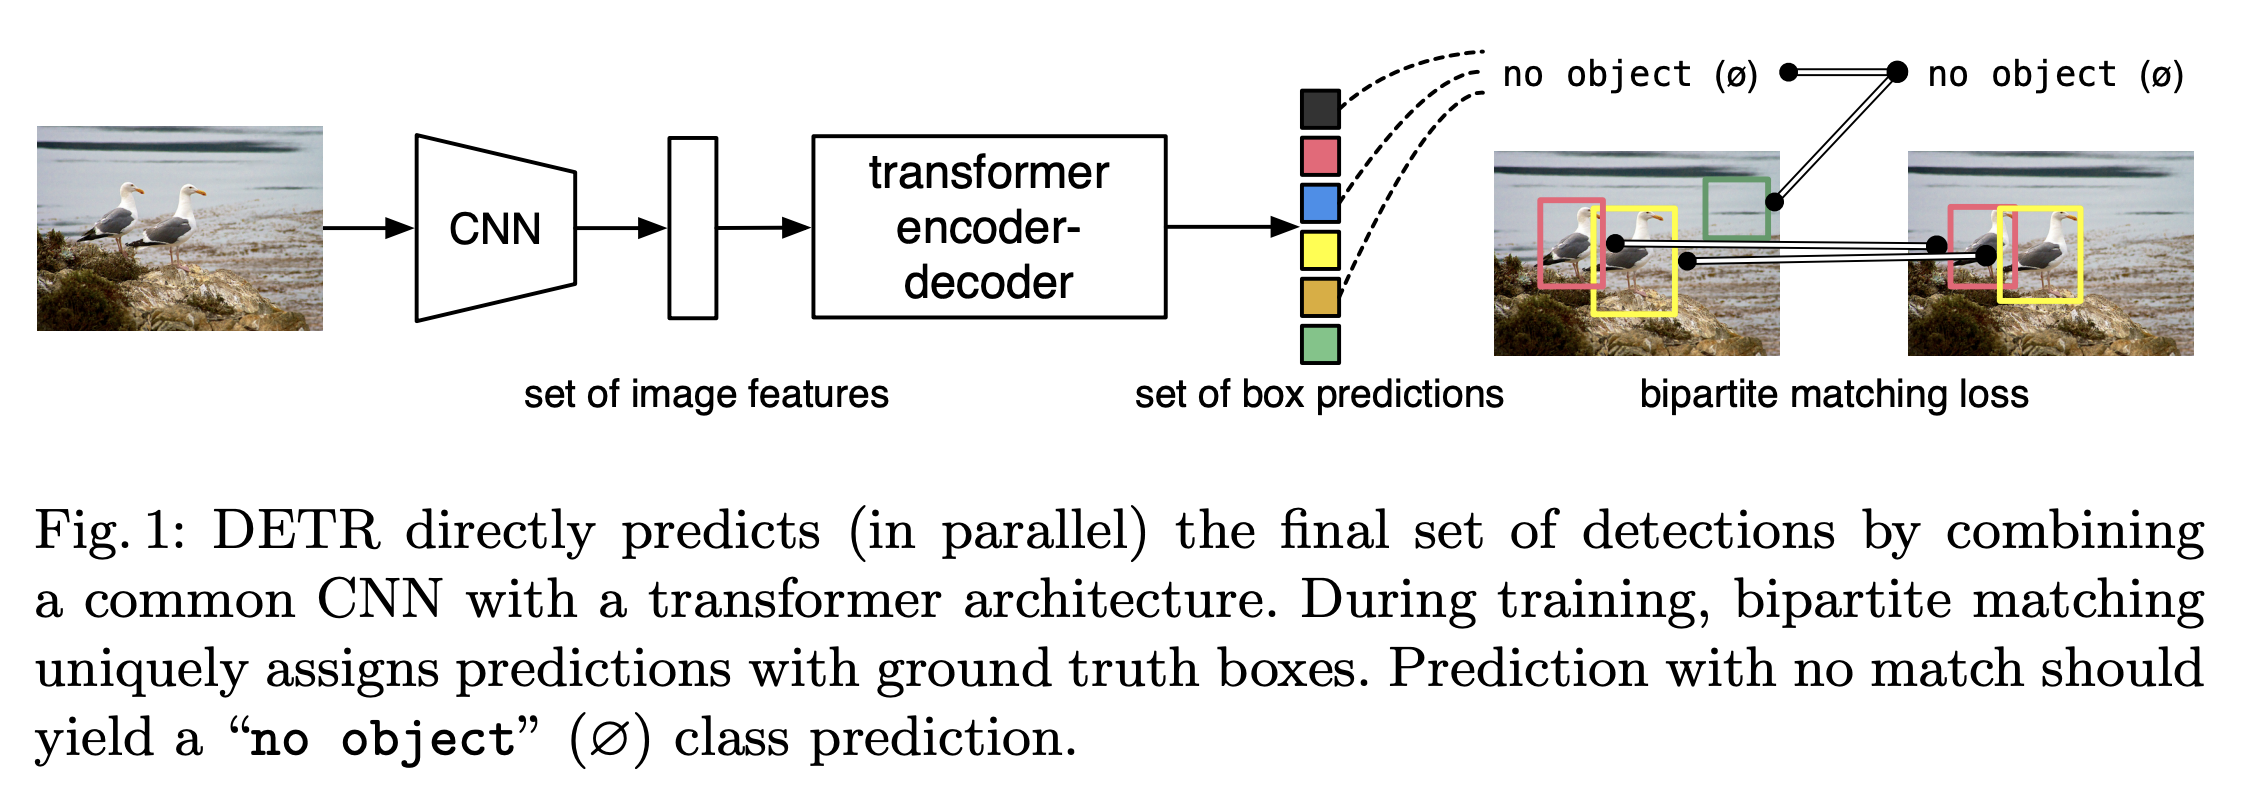 no object (ø) no object (ø)
CNN
transformer
encoder-
decoder
set of image features
set of box predictions
bipartite matching loss
Fig. 1: DETR directly predicts (in parallel) the final set of detections by combining
a common CNN with a transformer architecture. During training, bipartite matching
uniquely assigns predictions with ground truth boxes. Prediction with no match should
yield a “no object” (∅) class prediction.